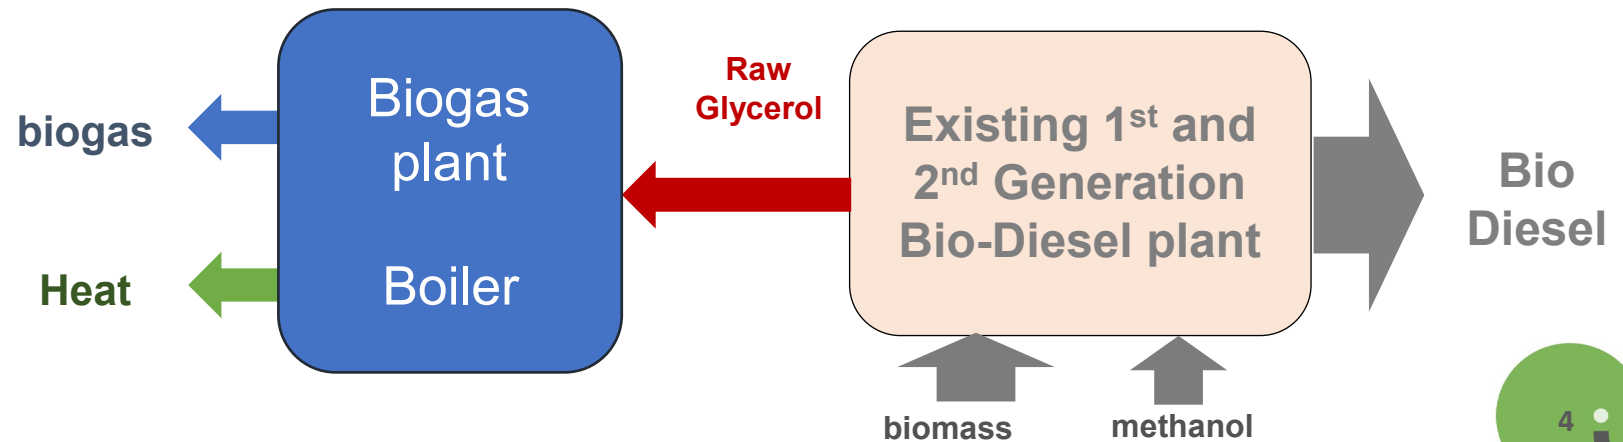 biogas
Heat
Biogas
plant
Boiler
Raw
Glycerol
Existing 1st and
2nd Generation
Bio-Diesel plant
biomass
methanol
Bio
Diesel
4